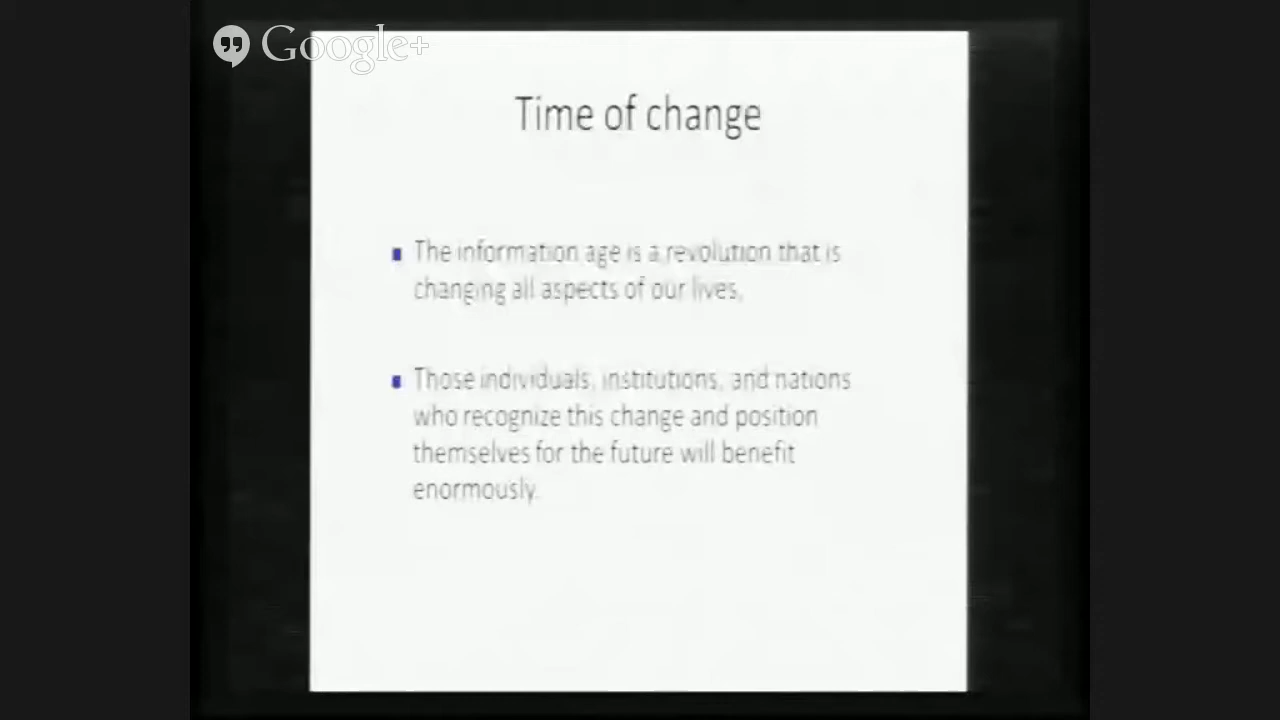 Google+
Time of change
The information age is a revolution that is
changing all aspects of our lives.
Those individuals, institutions, and nations
who recognize this change and position
themselves for the future will benefit
enormously.